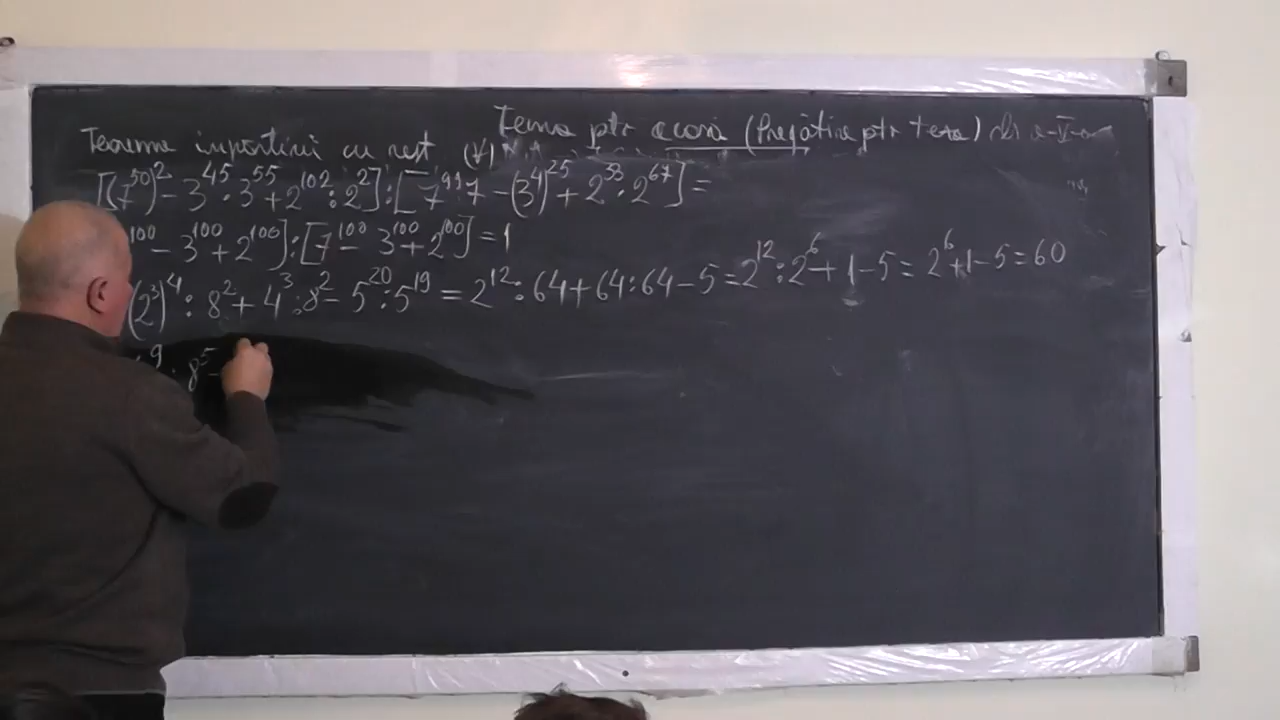 Tema ptr acasă (Pregătire ptr teza) cls a-V-a
Teorema împărțirii cu rest (∀)
[(7^50)^2 - 3^45 · 3^55 + 2^102 : 2^2] : [7^99 · 7 - (3^4)^25 + 2^33 · 2^67] =
^100 - 3^100 + 2^100] : [7^100 - 3^100 + 2^100] = 1
(2^3)^4 : 8^2 + 4^3 : 8^2 - 5^20 : 5^19 = 2^12 : 64 + 64 : 64 - 5 = 2^12 : 2^6 + 1 - 5 = 2^6 + 1 - 5 = 60
^9 · 8^5 -